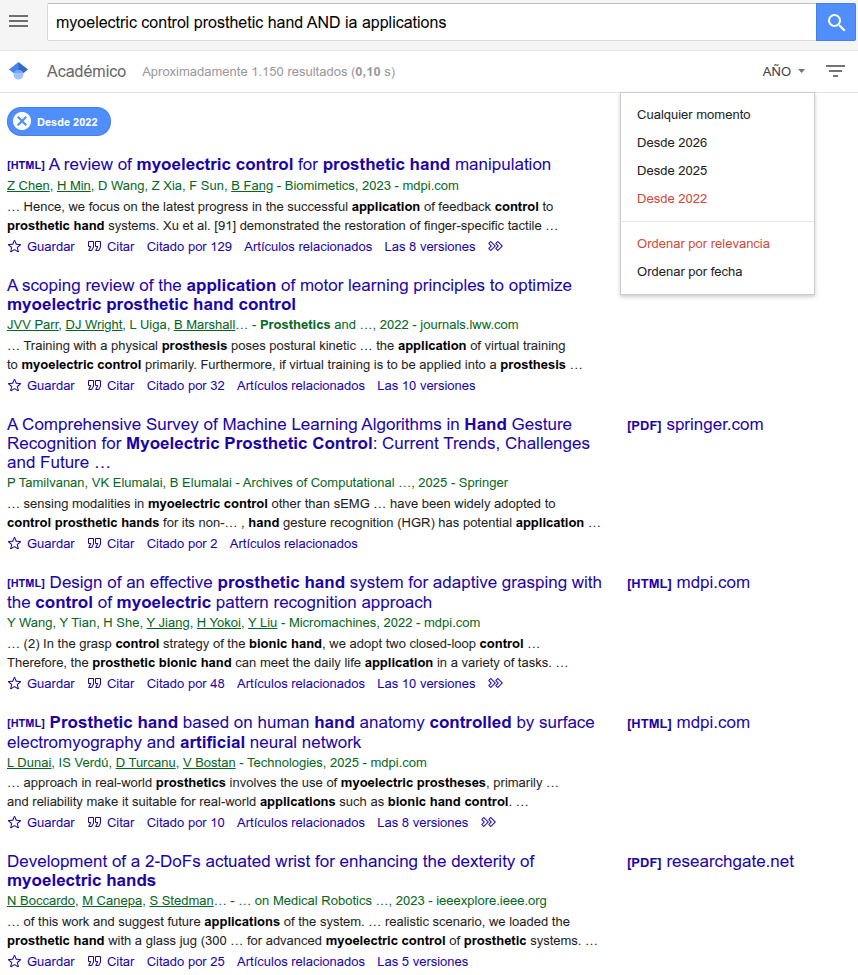 myoelectric control prosthetic hand AND ia applications
Académico Aproximadamente 1.150 resultados (0,10 s) AÑO
Cualquier momento
Desde 2026
Desde 2025
Desde 2022
Ordenar por relevancia
Ordenar por fecha
Desde 2022
[HTML] A review of myoelectric control for prosthetic hand manipulation
Z Chen, H Min, D Wang, Z Xia, F Sun, B Fang - Biomimetics, 2023 - mdpi.com
… Hence, we focus on the latest progress in the successful application of feedback control to
prosthetic hand systems. Xu et al. [91] demonstrated the restoration of finger-specific tactile …
Guardar Citar Citado por 129 Artículos relacionados Las 8 versiones
A scoping review of the application of motor learning principles to optimize
myoelectric prosthetic hand control
JVV Parr, DJ Wright, L Uiga, B Marshall… - Prosthetics and …, 2022 - journals.lww.com
… Training with a physical prosthesis poses postural kinetic … the application of virtual training
to myoelectric control primarily. Furthermore, if virtual training is to be applied into a prosthesis …
Guardar Citar Citado por 32 Artículos relacionados Las 10 versiones
A Comprehensive Survey of Machine Learning Algorithms in Hand Gesture
Recognition for Myoelectric Prosthetic Control: Current Trends, Challenges
and Future …
[PDF] springer.com
P Tamilvanan, VK Elumalai, B Elumalai - Archives of Computational …, 2025 - Springer
… sensing modalities in myoelectric control other than sEMG … have been widely adopted to
control prosthetic hands for its non-… , hand gesture recognition (HGR) has potential application …
Guardar Citar Citado por 2 Artículos relacionados
[HTML] Design of an effective prosthetic hand system for adaptive grasping with
the control of myoelectric pattern recognition approach
[HTML] mdpi.com
Y Wang, Y Tian, H She, Y Jiang, H Yokoi, Y Liu - Micromachines, 2022 - mdpi.com
… (2) In the grasp control strategy of the bionic hand, we adopt two closed-loop control …
Therefore, the prosthetic bionic hand can meet the daily life application in a variety of tasks. …
Guardar Citar Citado por 48 Artículos relacionados Las 10 versiones
[HTML] Prosthetic hand based on human hand anatomy controlled by surface
electromyography and artificial neural network
[HTML] mdpi.com
L Dunai, IS Verdú, D Turcanu, V Bostan - Technologies, 2025 - mdpi.com
… approach in real-world prosthetics involves the use of myoelectric prostheses, primarily …
and reliability make it suitable for real-world applications such as bionic hand control. …
Guardar Citar Citado por 10 Artículos relacionados Las 8 versiones
Development of a 2-DoFs actuated wrist for enhancing the dexterity of
myoelectric hands
[PDF] researchgate.net
N Boccardo, M Canepa, S Stedman… - … on Medical Robotics …, 2023 - ieeexplore.ieee.org
… of this work and suggest future applications of the system. … realistic scenario, we loaded the
prosthetic hand with a glass jug (300 … for advanced myoelectric control of prosthetic systems. …
Guardar Citar Citado por 25 Artículos relacionados Las 5 versiones